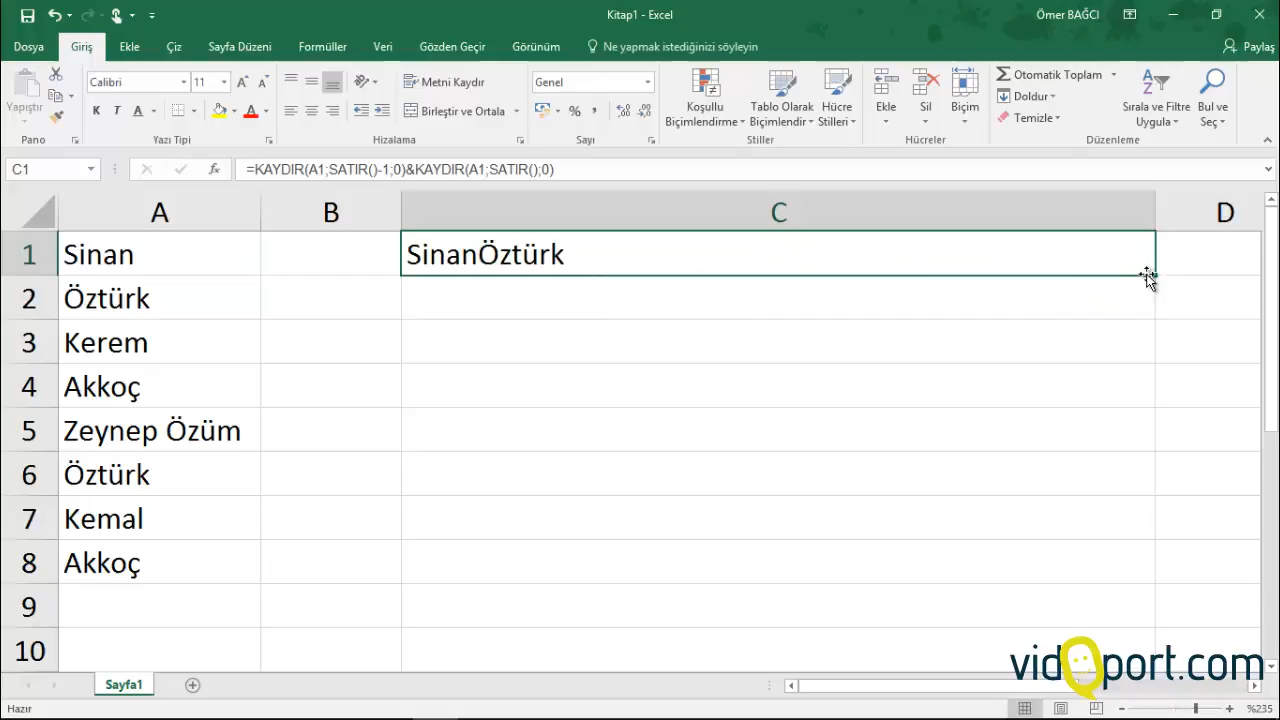 Kitap1 - Excel
Ömer BAĞCI
Dosya Giriş Ekle Çiz Sayfa Düzeni Formüller Veri Gözden Geçir Görünüm Ne yapmak istediğinizi söyleyin Paylaş
Yapıştır
Calibri 11
K T A
Metni Kaydır
Birleştir ve Ortala
Genel
%
Koşullu Biçimlendirme
Tablo Olarak Biçimlendir
Hücre Stilleri
Ekle
Sil
Biçim
Otomatik Toplam
Doldur
Temizle
Sırala ve Filtre Uygula
Bul ve Seç
Pano Yazı Tipi Hizalama Sayı Stiller Hücreler Düzenleme
C1 fx =KAYDIR(A1;SATIR()-1;0)&KAYDIR(A1;SATIR();0)
A B C D
1 Sinan SinanÖztürk
2 Öztürk
3 Kerem
4 Akkoç
5 Zeynep Özüm
6 Öztürk
7 Kemal
8 Akkoç
9
10
vidoport.com
Sayfa1
Hazır %235